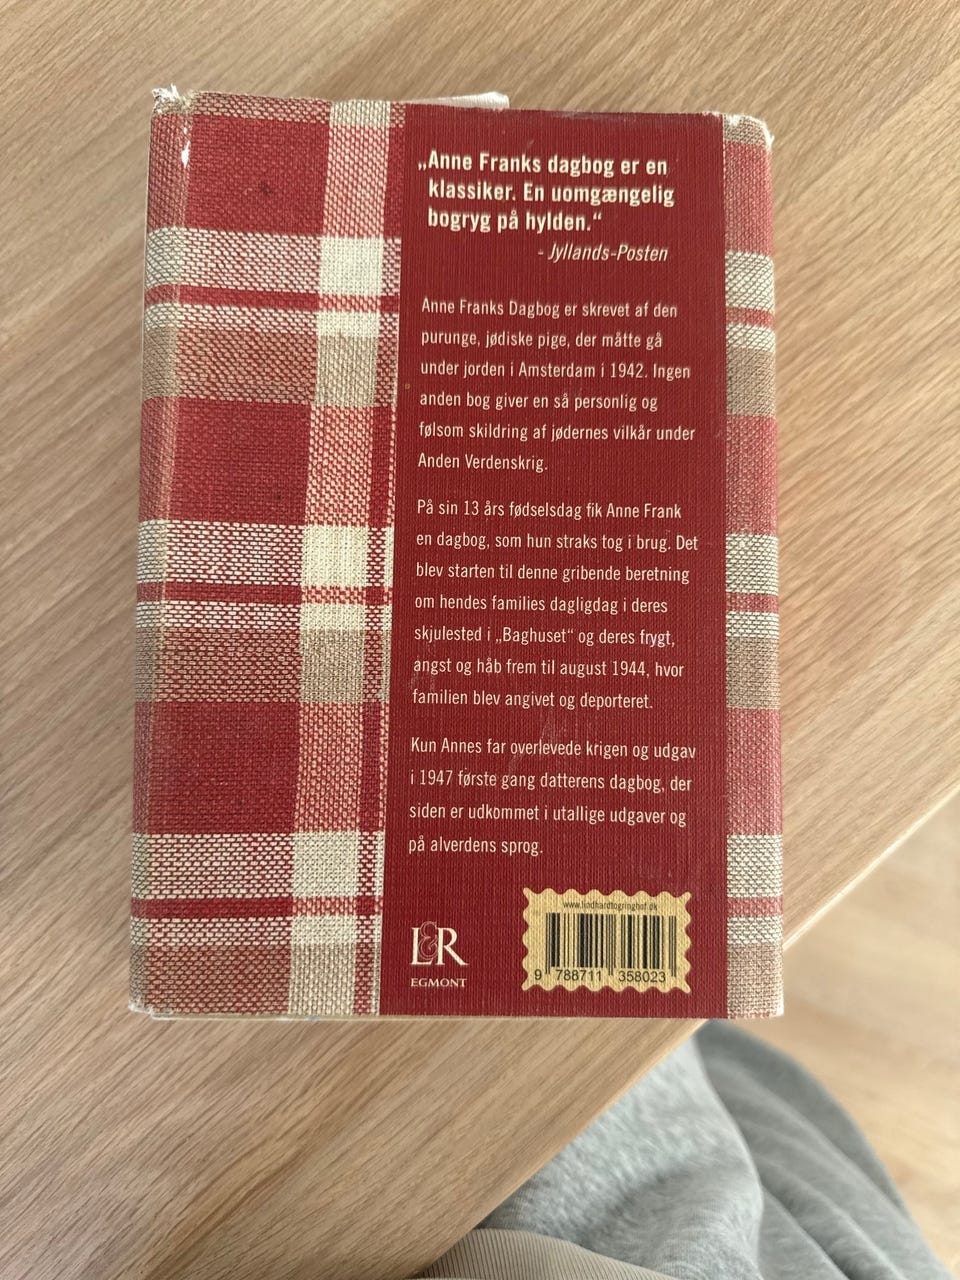 „Anne Franks dagbog er en
klassiker. En uomgængelig
bogryg på hylden.“
- Jyllands-Posten
Anne Franks Dagbog er skrevet af den
purunge, jødiske pige, der måtte gå
under jorden i Amsterdam i 1942. Ingen
anden bog giver en så personlig og
følsom skildring af jødernes vilkår under
Anden Verdenskrig.
På sin 13 års fødselsdag fik Anne Frank
en dagbog, som hun straks tog i brug. Det
blev starten til denne gribende beretning
om hendes families dagligdag i deres
skjulested i „Baghuset“ og deres frygt,
angst og håb frem til august 1944, hvor
familien blev angivet og deporteret.
Kun Annes far overlevede krigen og udgav
i 1947 første gang datterens dagbog, der
siden er udkommet i utallige udgaver og
på alverdens sprog.
www.lindhardtogringhof.dk
L&R
EGMONT
9 788711 358023